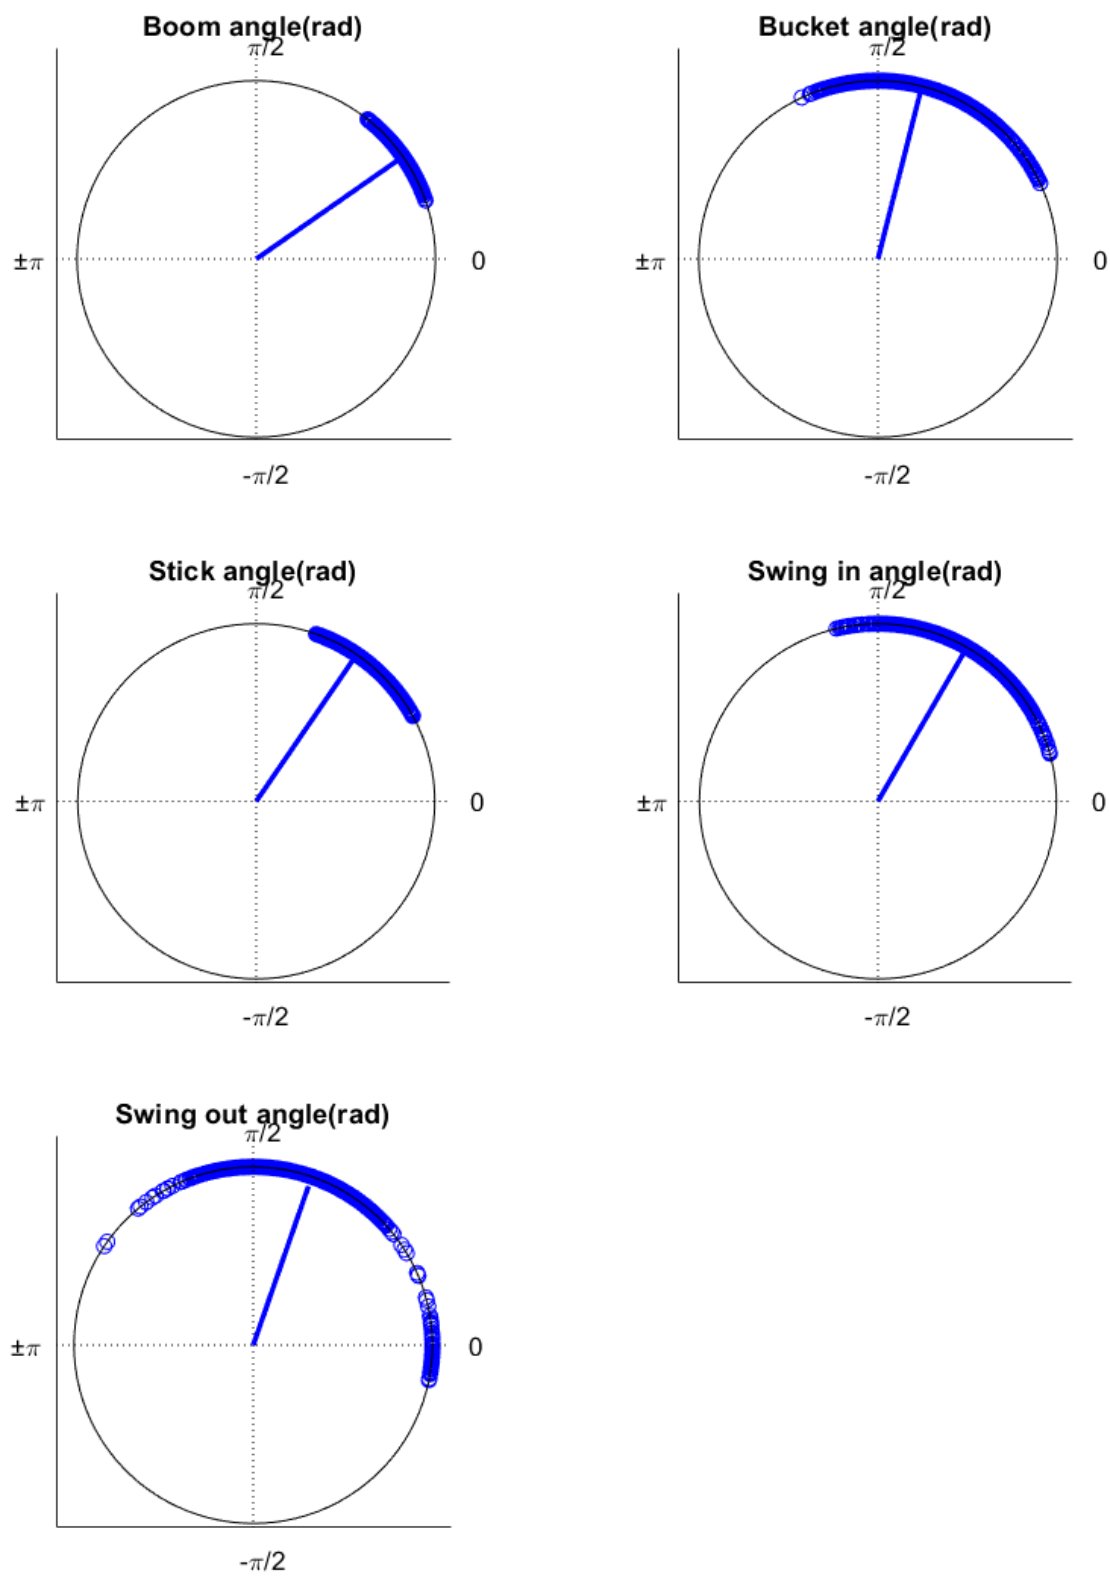 Boom angle(rad)
π/2
±π
0
-π/2
Bucket angle(rad)
π/2
±π
0
-π/2
Stick angle(rad)
π/2
±π
0
-π/2
Swing in angle(rad)
π/2
±π
0
-π/2
Swing out angle(rad)
π/2
±π
0
-π/2